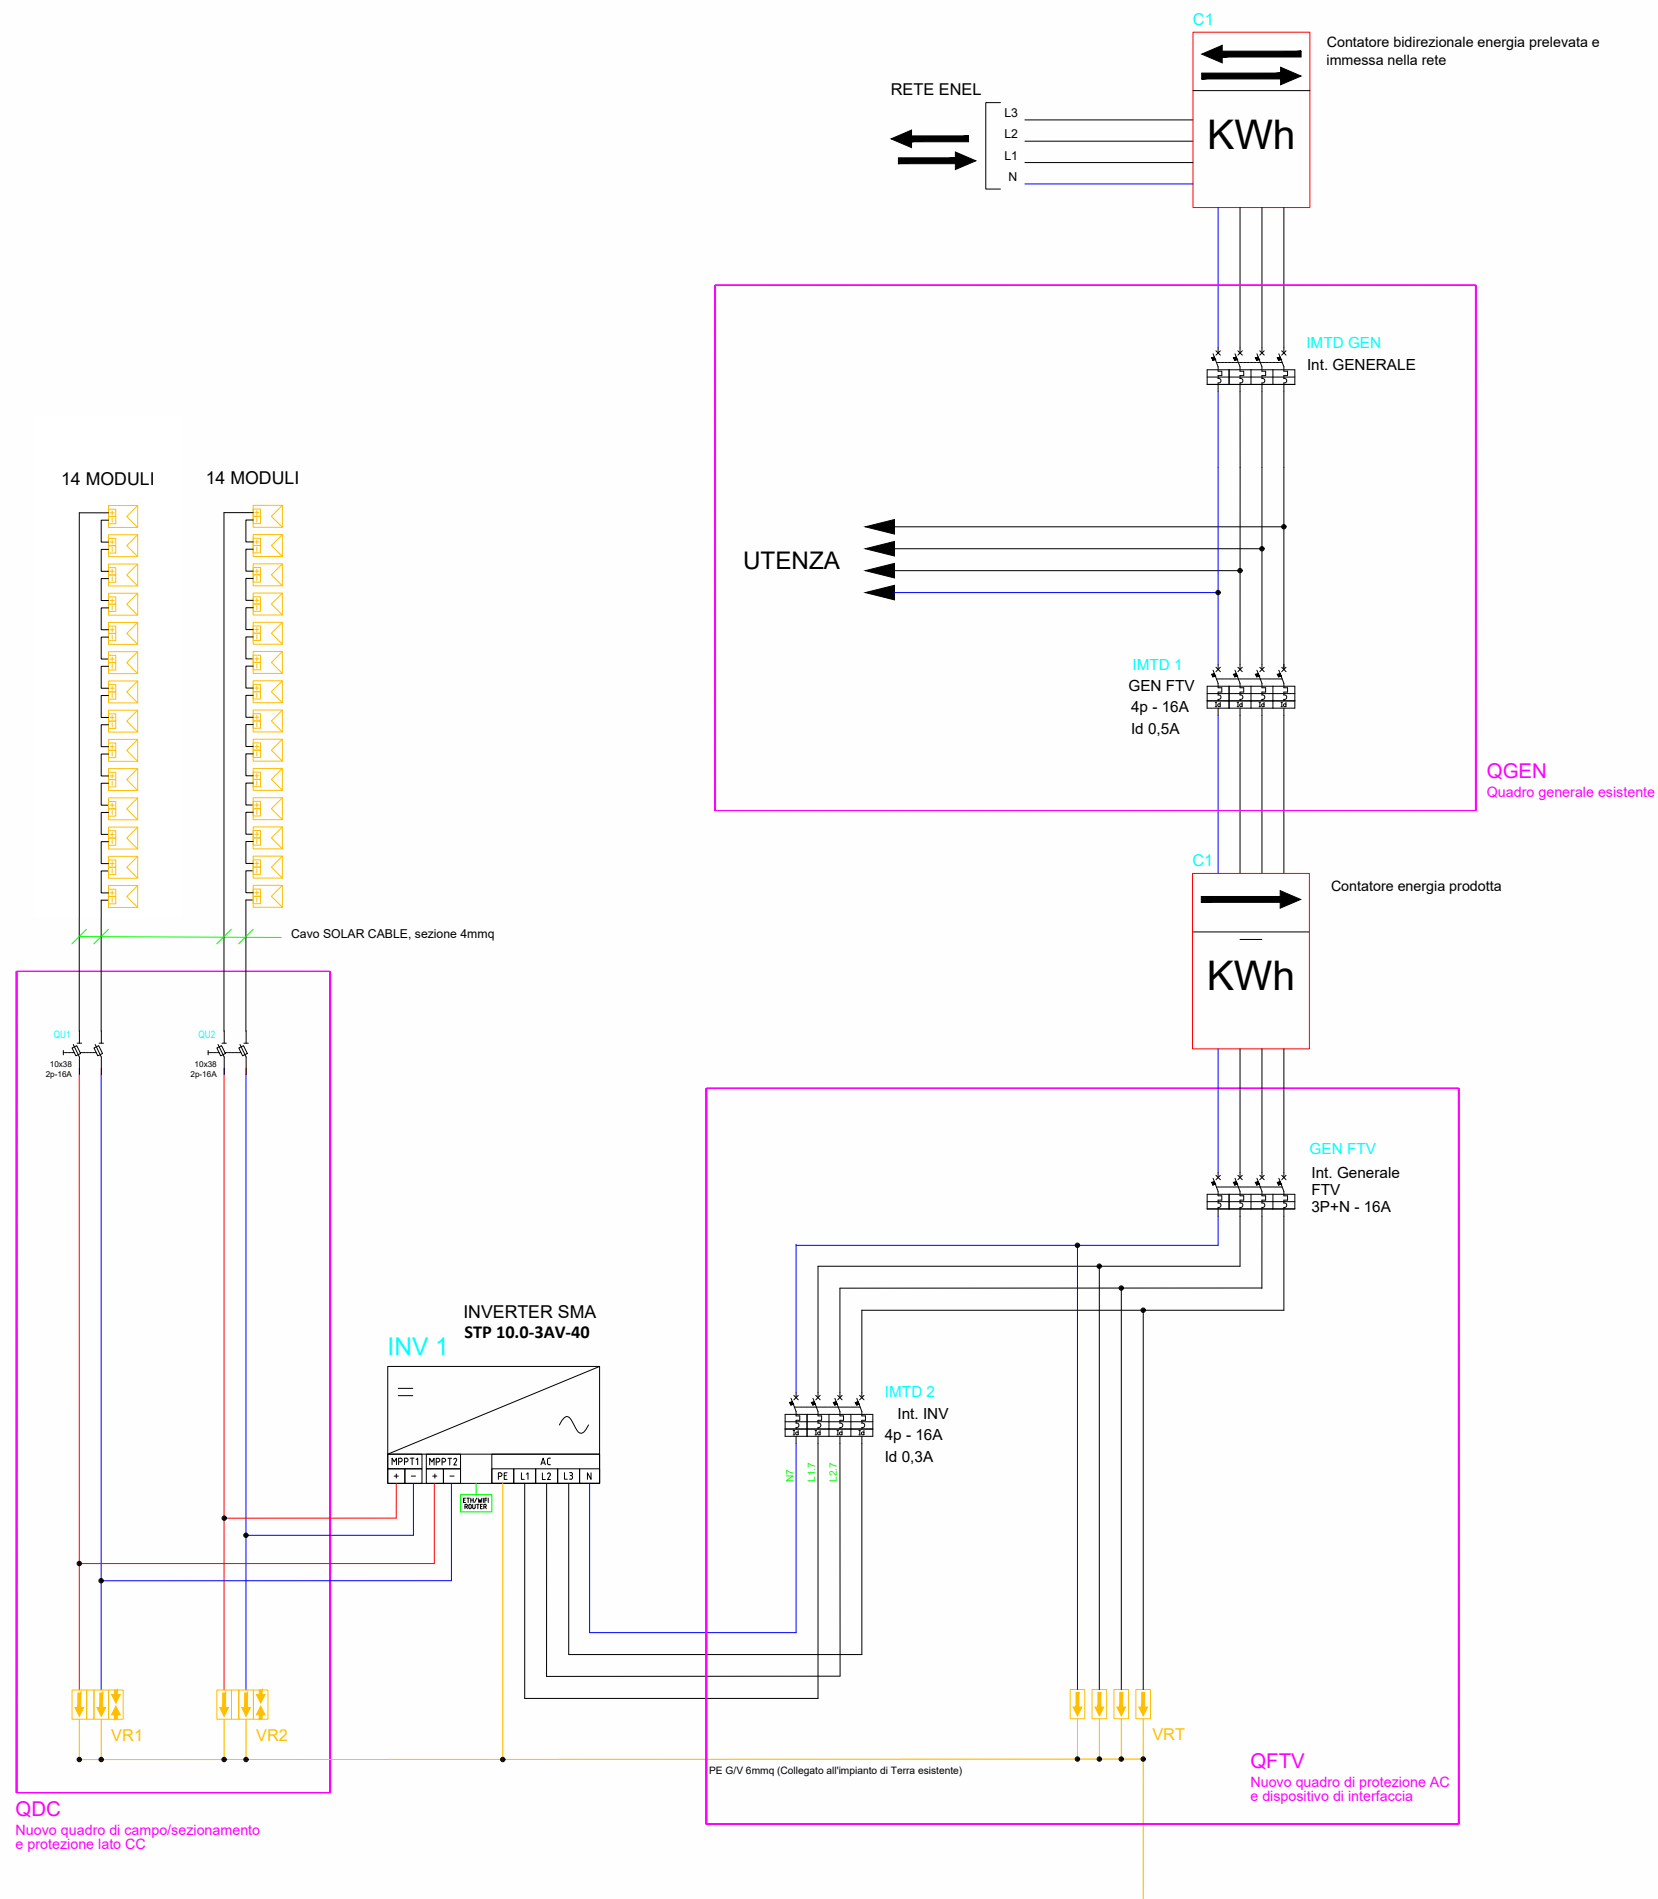 C1
Contatore bidirezionale energia prelevata e
immessa nella rete
RETE ENEL
L3
L2
L1
N
KWh
IMTD GEN
Int. GENERALE
14 MODULI
14 MODULI
UTENZA
IMTD 1
GEN FTV
4p - 16A
Id 0,5A
QGEN
Quadro generale esistente
C1
Contatore energia prodotta
KWh
Cavo SOLAR CABLE, sezione 4mmq
QU1
10x38
2p-16A
QU2
10x38
2p-16A
GEN FTV
Int. Generale
FTV
3P+N - 16A
INVERTER SMA
STP 10.0-3AV-40
INV 1
MPPT1
MPPT2
AC
+ - + - PE L1 L2 L3 N
ETH/WIFI
ROUTER
IMTD 2
Int. INV
4p - 16A
Id 0,3A
N7
L1.7
L2.7
VR1
VR2
VRT
PE G/V 6mmq (Collegato all'impianto di Terra esistente)
QFTV
Nuovo quadro di protezione AC
e dispositivo di interfaccia
QDC
Nuovo quadro di campo/sezionamento
e protezione lato CC